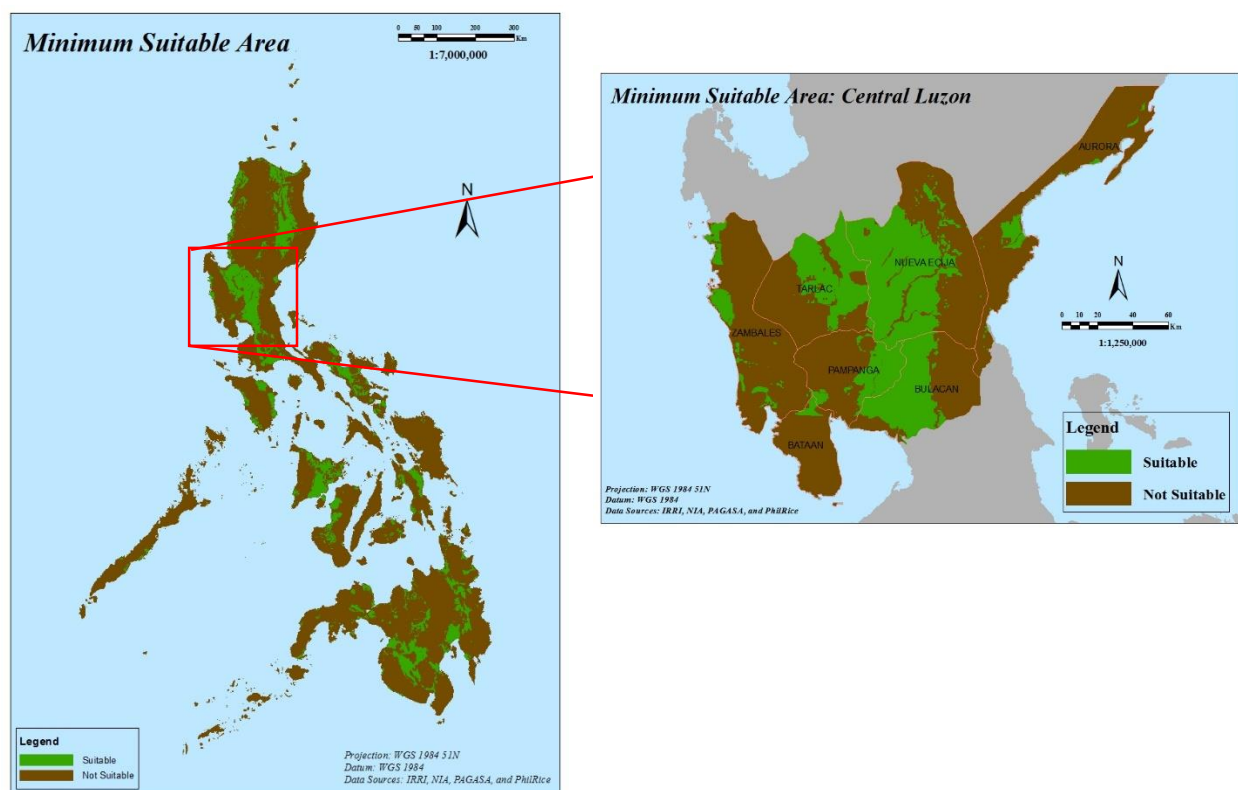 Minimum Suitable Area
0 50 100 200 300
Km
1:7,000,000
N
Legend
Suitable
Not Suitable
Projection: WGS 1984 51N
Datum: WGS 1984
Data Sources: IRRI, NIA, PAGASA, and PhilRice
Minimum Suitable Area: Central Luzon
AURORA
NUEVA ECIJA
TARLAC
ZAMBALES
PAMPANGA
BULACAN
BATAAN
N
0 10 20 40 60
Km
1:1,250,000
Legend
Suitable
Not Suitable
Projection: WGS 1984 51N
Datum: WGS 1984
Data Sources: IRRI, NIA, PAGASA, and PhilRice